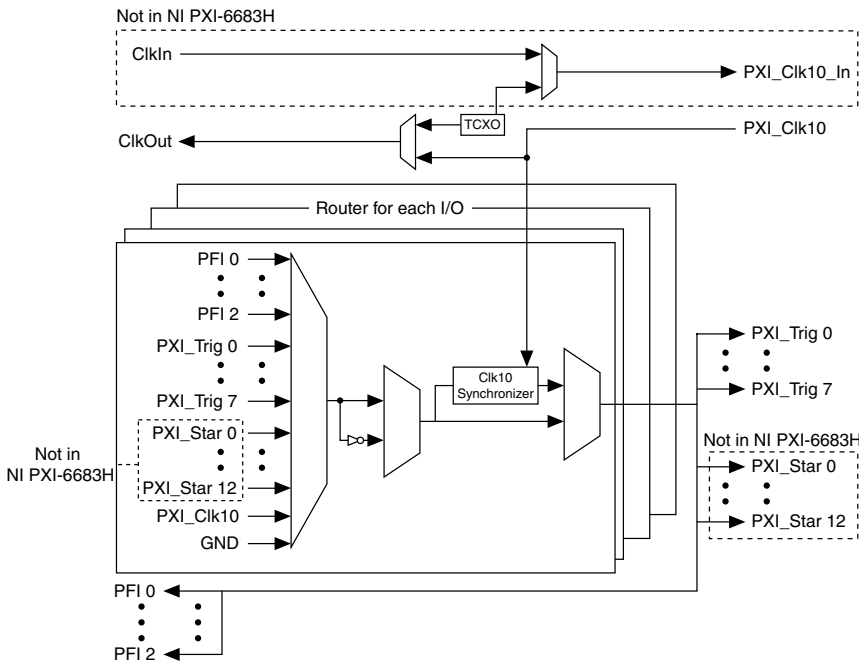 Not in NI PXI-6683H
ClkIn
PXI_Clk10_In
TCXO
PXI_Clk10
ClkOut
Router for each I/O
PFI 0
PFI 2
PXI_Trig 0
PXI_Trig 7
PXI_Star 0
PXI_Star 12
PXI_Clk10
GND
Not in
NI PXI-6683H
Clk10
Synchronizer
PXI_Trig 0
PXI_Trig 7
Not in NI PXI-6683H
PXI_Star 0
PXI_Star 12
PFI 0
PFI 2